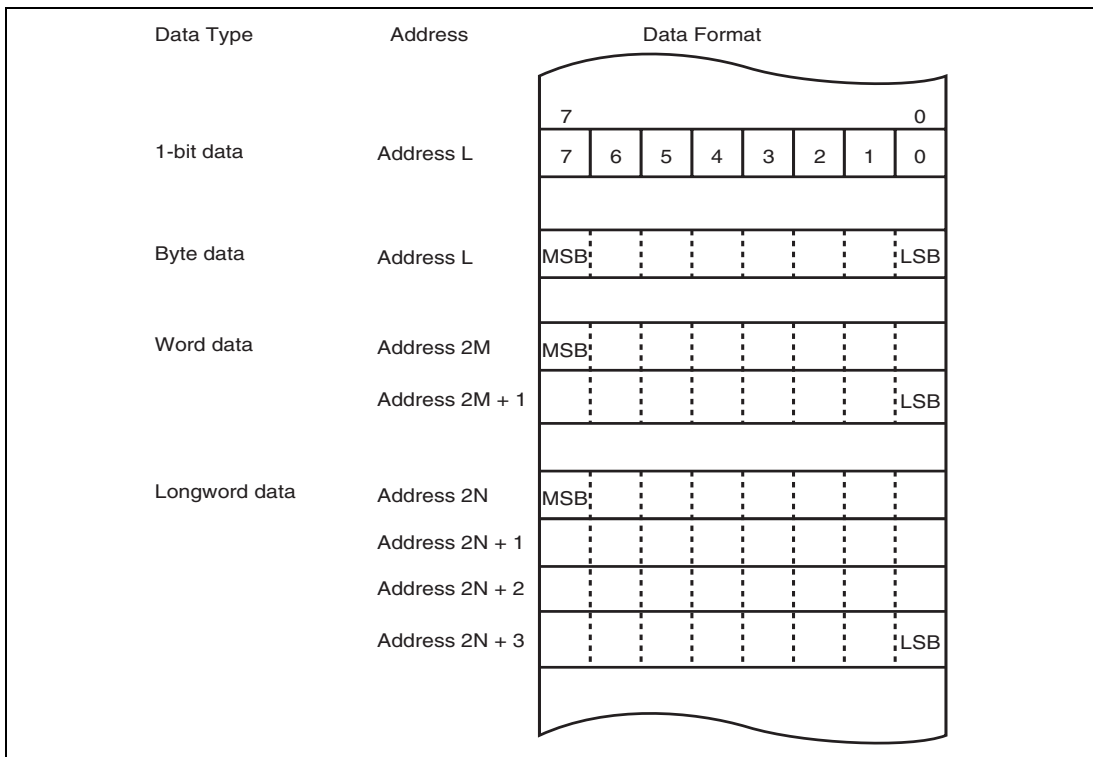 Data Type Address Data Format
7 0
1-bit data Address L 7 6 5 4 3 2 1 0
Byte data Address L MSB LSB
Word data Address 2M MSB
Address 2M + 1 LSB
Longword data Address 2N MSB
Address 2N + 1
Address 2N + 2
Address 2N + 3 LSB